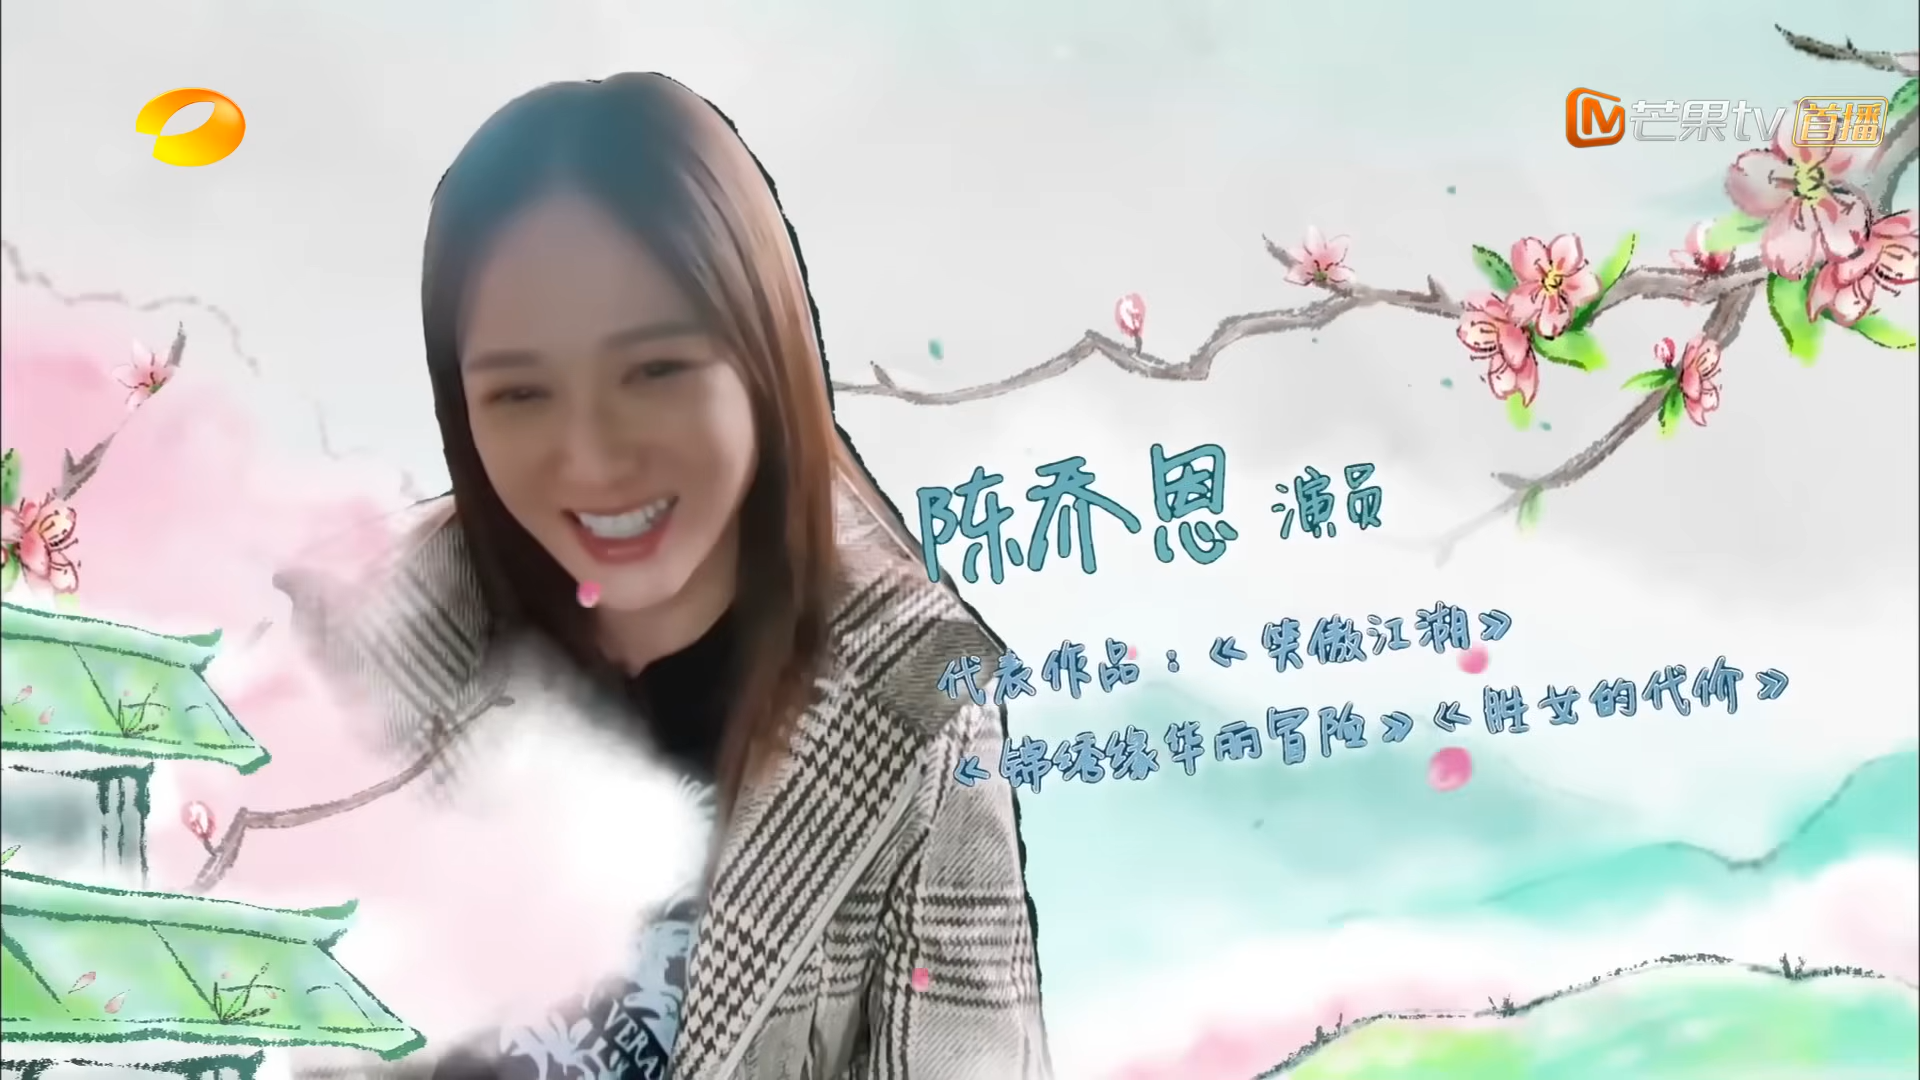 芒果tv 首播
陈乔恩 演员
代表作品：《笑傲江湖》
《锦绣缘华丽冒险》《胜女的代价》
VERA